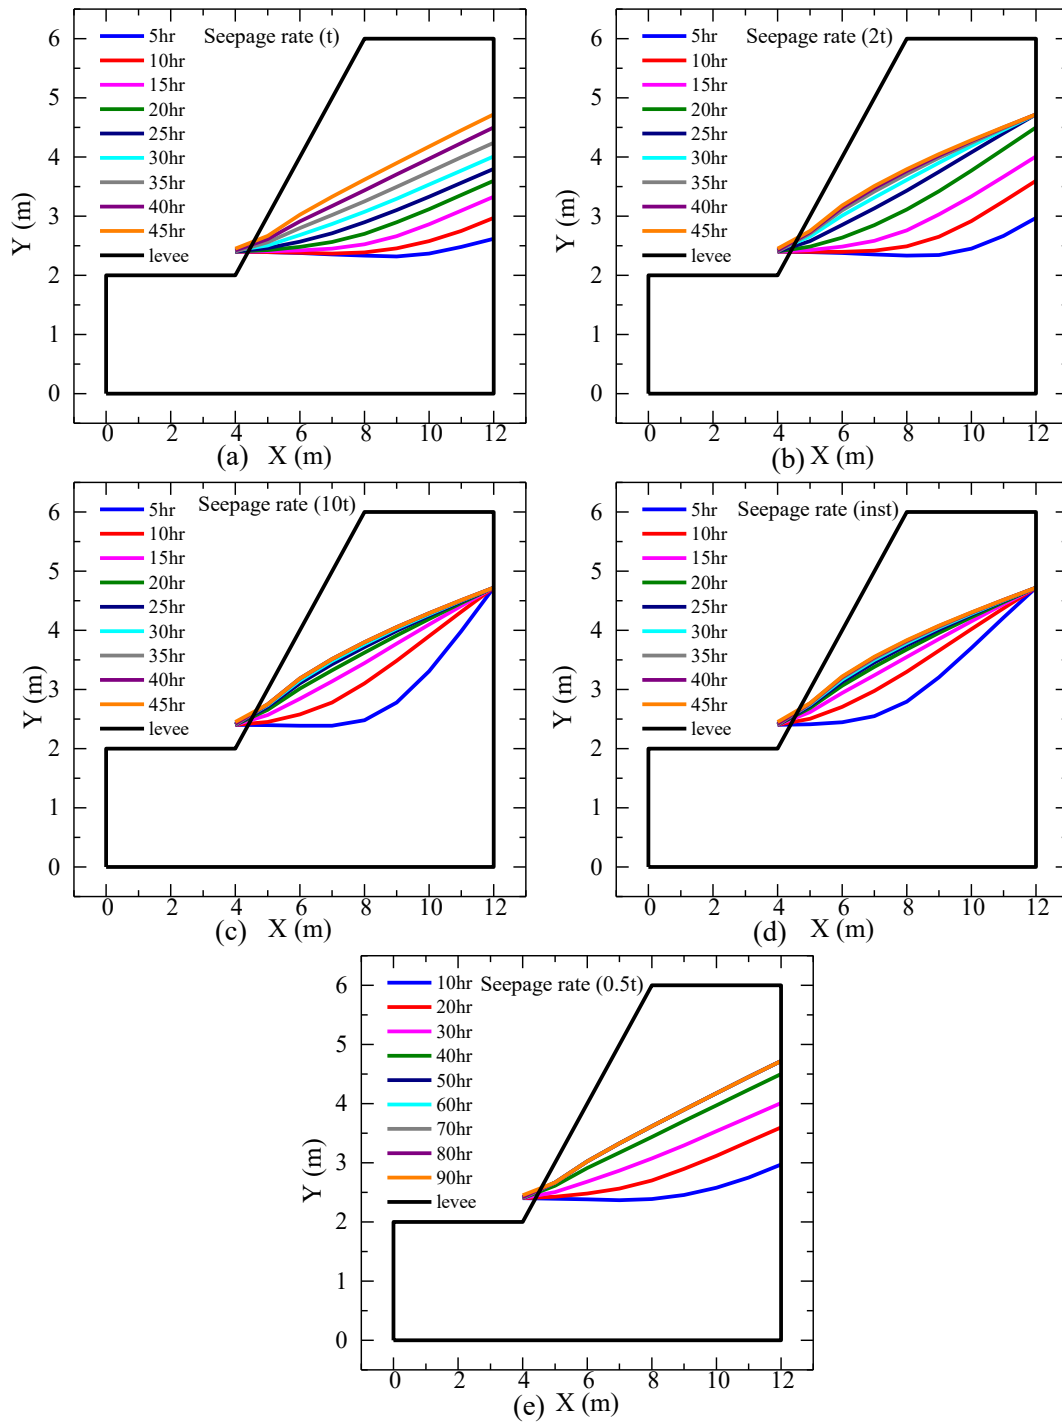 Seepage rate (t)
5hr
10hr
15hr
20hr
25hr
30hr
35hr
40hr
45hr
levee
Y (m)
6
5
4
3
2
1
0
0 2 4 6 8 10 12
(a) X (m)
Seepage rate (2t)
5hr
10hr
15hr
20hr
25hr
30hr
35hr
40hr
45hr
levee
Y (m)
6
5
4
3
2
1
0
0 2 4 6 8 10 12
(b) X (m)
Seepage rate (10t)
5hr
10hr
15hr
20hr
25hr
30hr
35hr
40hr
45hr
levee
Y (m)
6
5
4
3
2
1
0
0 2 4 6 8 10 12
(c) X (m)
Seepage rate (inst)
5hr
10hr
15hr
20hr
25hr
30hr
35hr
40hr
45hr
levee
Y (m)
6
5
4
3
2
1
0
0 2 4 6 8 10 12
(d) X (m)
Seepage rate (0.5t)
10hr
20hr
30hr
40hr
50hr
60hr
70hr
80hr
90hr
levee
Y (m)
6
5
4
3
2
1
0
0 2 4 6 8 10 12
(e) X (m)